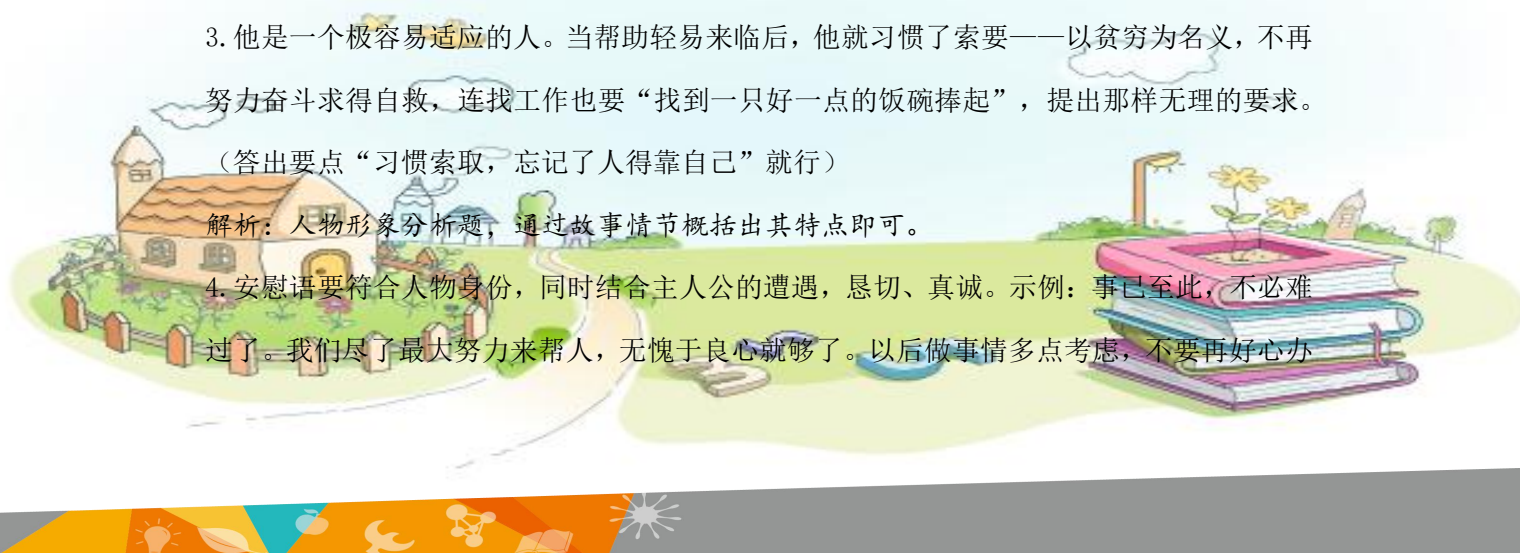 3.他是一个极容易适应的人。当帮助轻易来临后，他就习惯了索要——以贫穷为名义，不再
努力奋斗求得自救，连找工作也要“找到一只好一点的饭碗捧起”，提出那样无理的要求。
（答出要点“习惯索取，忘记了人得靠自己”就行）
解析：人物形象分析题，通过故事情节概括出其特点即可。
4.安慰语要符合人物身份，同时结合主人公的遭遇，恳切、真诚。示例：事已至此，不必难
过了。我们尽了最大努力来帮人，无愧于良心就够了。以后做事情多点考虑，不要再好心办